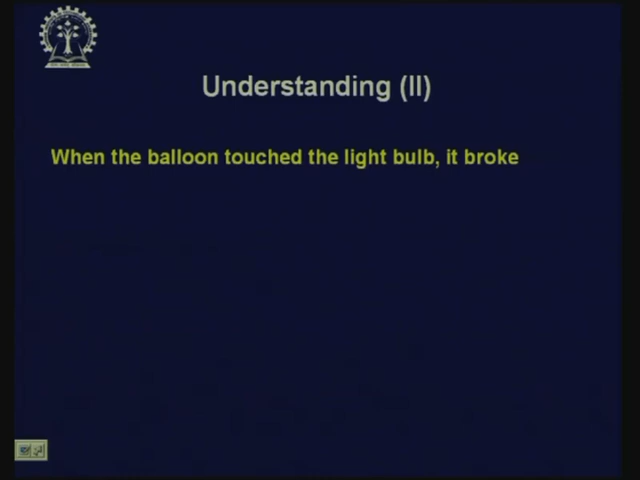 Understanding (II)
When the balloon touched the light bulb, it broke